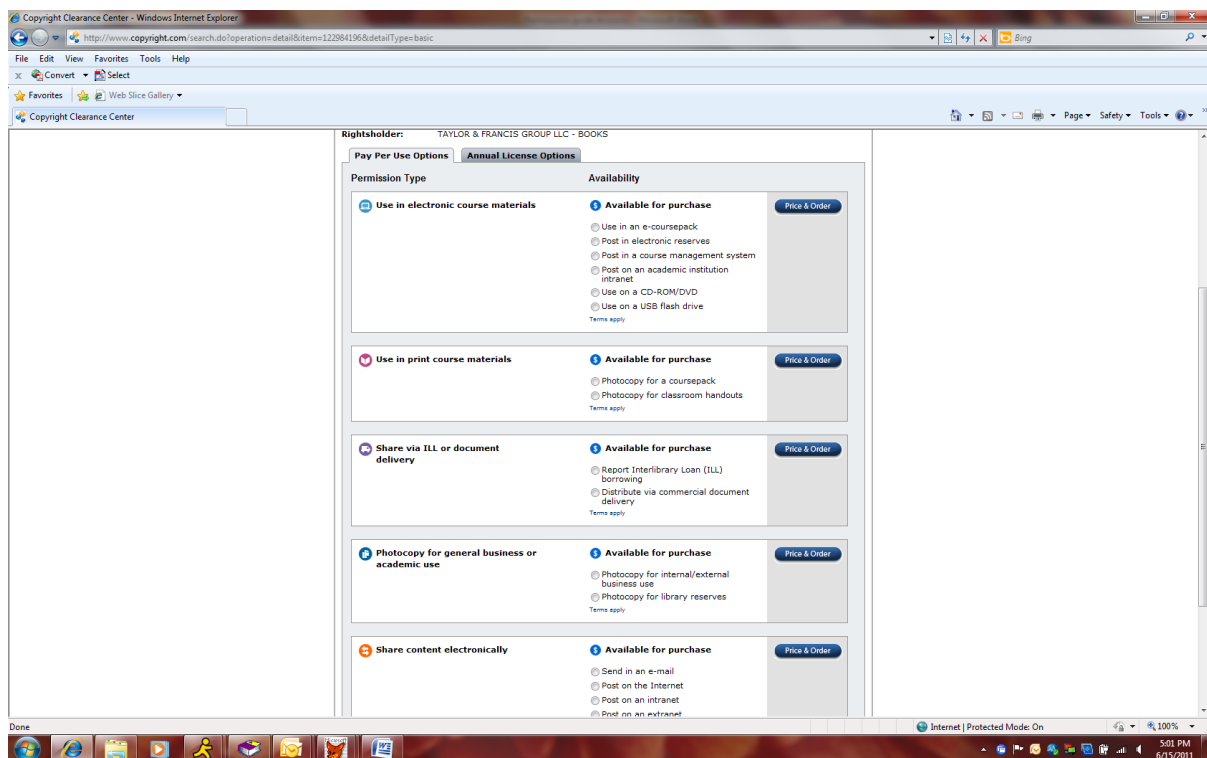 Copyright Clearance Center - Windows Internet Explorer
http://www.copyright.com/search.do?operation=detail&item=122984196&detailType=basic
Bing
File Edit View Favorites Tools Help
x Convert Select
Favorites Web Slice Gallery
Copyright Clearance Center
Page Safety Tools
Rightsholder: TAYLOR & FRANCIS GROUP LLC - BOOKS
Pay Per Use Options Annual License Options
Permission Type Availability
Use in electronic course materials Available for purchase Price & Order
Use in an e-coursepack
Post in electronic reserves
Post in a course management system
Post on an academic institution
intranet
Use on a CD-ROM/DVD
Use on a USB flash drive
Terms apply
Use in print course materials Available for purchase Price & Order
Photocopy for a coursepack
Photocopy for classroom handouts
Terms apply
Share via ILL or document Available for purchase Price & Order
delivery
Report Interlibrary Loan (ILL)
borrowing
Distribute via commercial document
delivery
Terms apply
Photocopy for general business or Available for purchase Price & Order
academic use
Photocopy for internal/external
business use
Photocopy for library reserves
Terms apply
Share content electronically Available for purchase Price & Order
Send in an e-mail
Post on the Internet
Post on an intranet
Post on an extranet
Done Internet | Protected Mode: On 100%
5:01 PM
6/15/2011